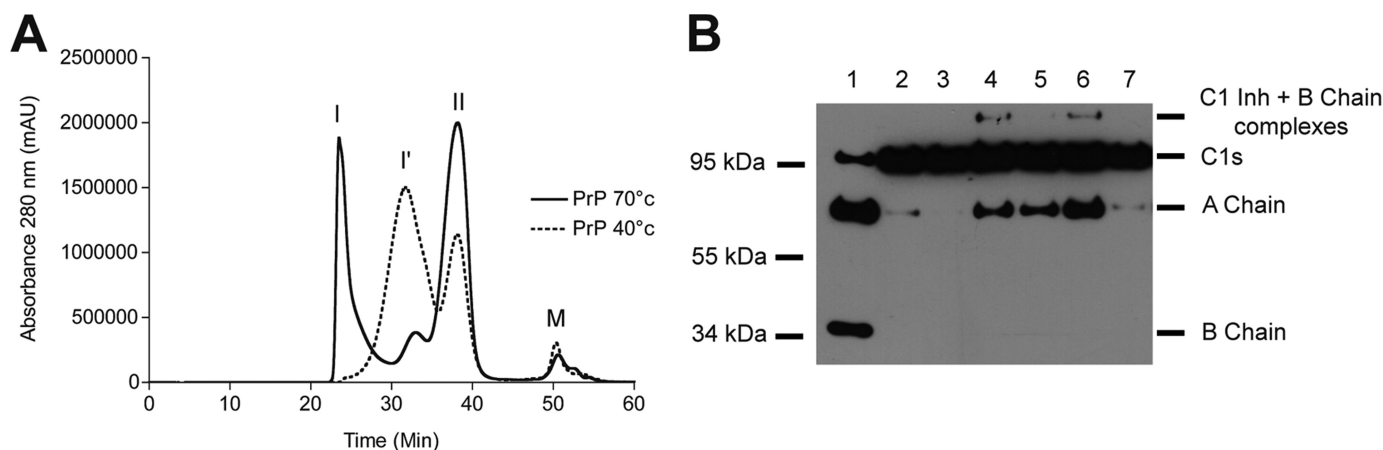 A
2500000
2000000
1500000
1000000
500000
0
Absorbance 280 nm (mAU)
0 10 20 30 40 50 60
Time (Min)
I
I'
II
M
PrP 70°c
PrP 40°c
B
1 2 3 4 5 6 7
95 kDa
55 kDa
34 kDa
C1 Inh + B Chain
complexes
C1s
A Chain
B Chain